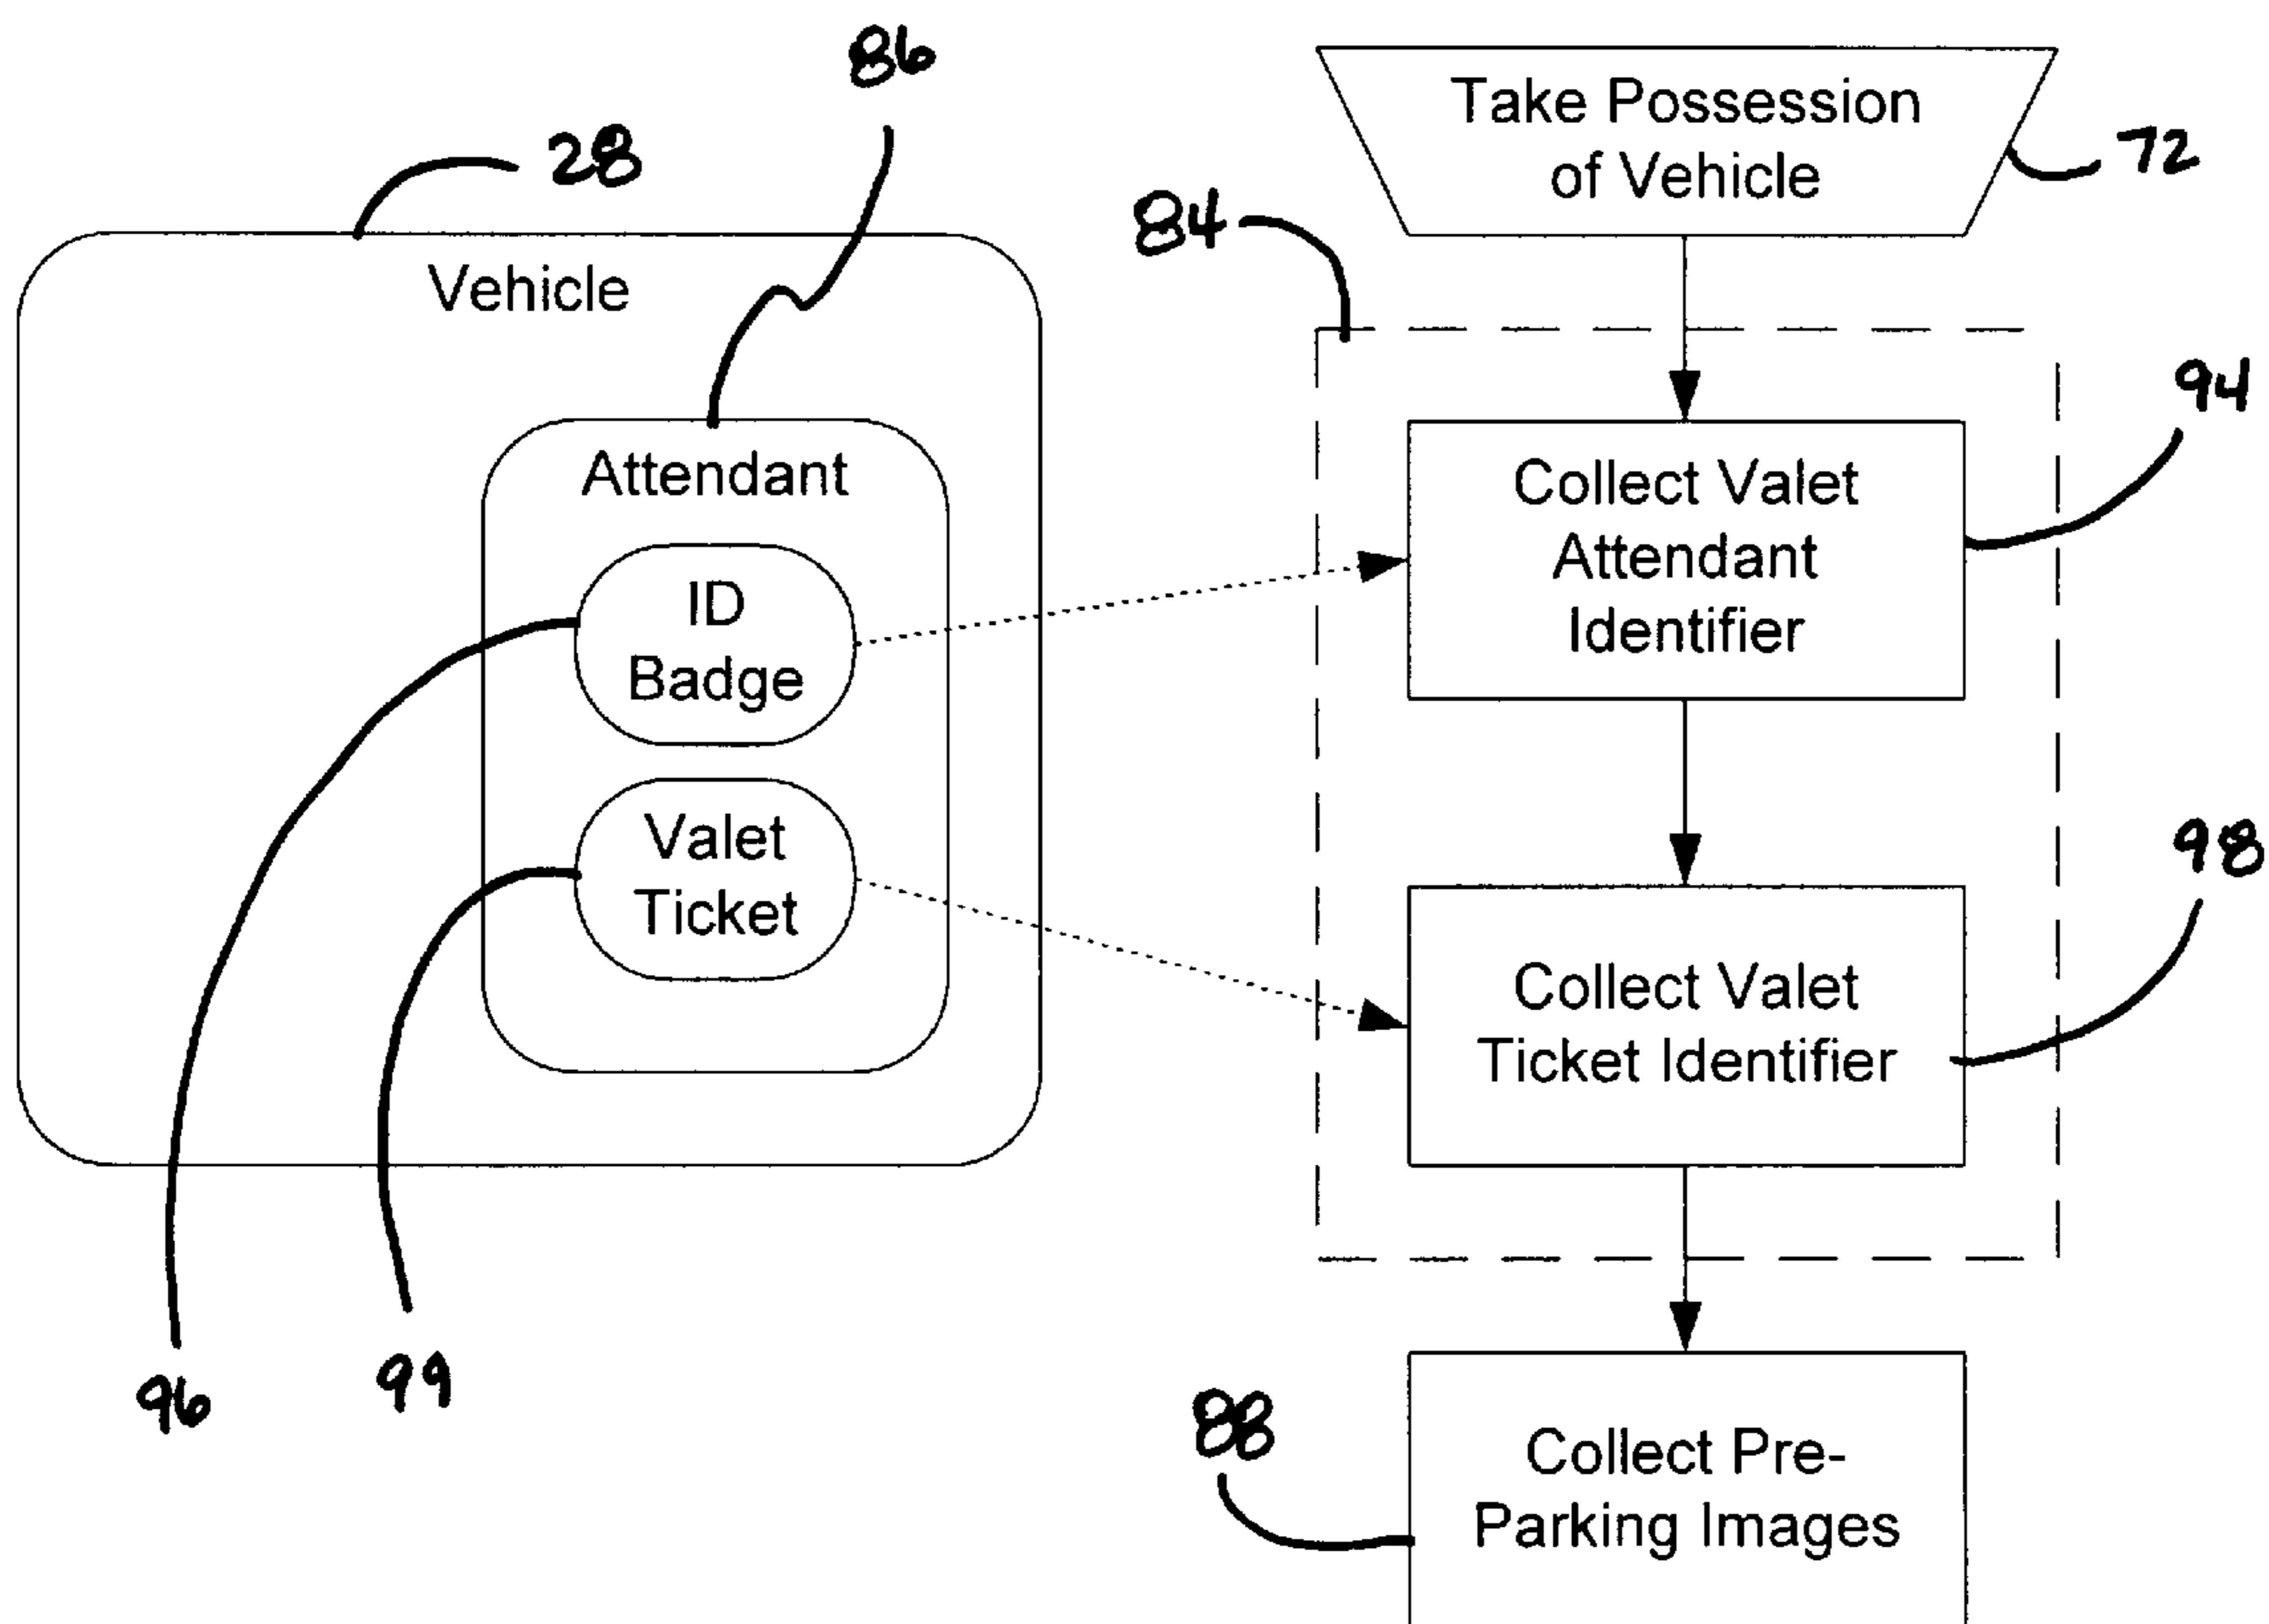 86
28
Vehicle
Attendant
ID
Badge
Valet
Ticket
96
99
Take Possession
of Vehicle
72
84
94
Collect Valet
Attendant
Identifier
98
Collect Valet
Ticket Identifier
88
Collect Pre-
Parking Images